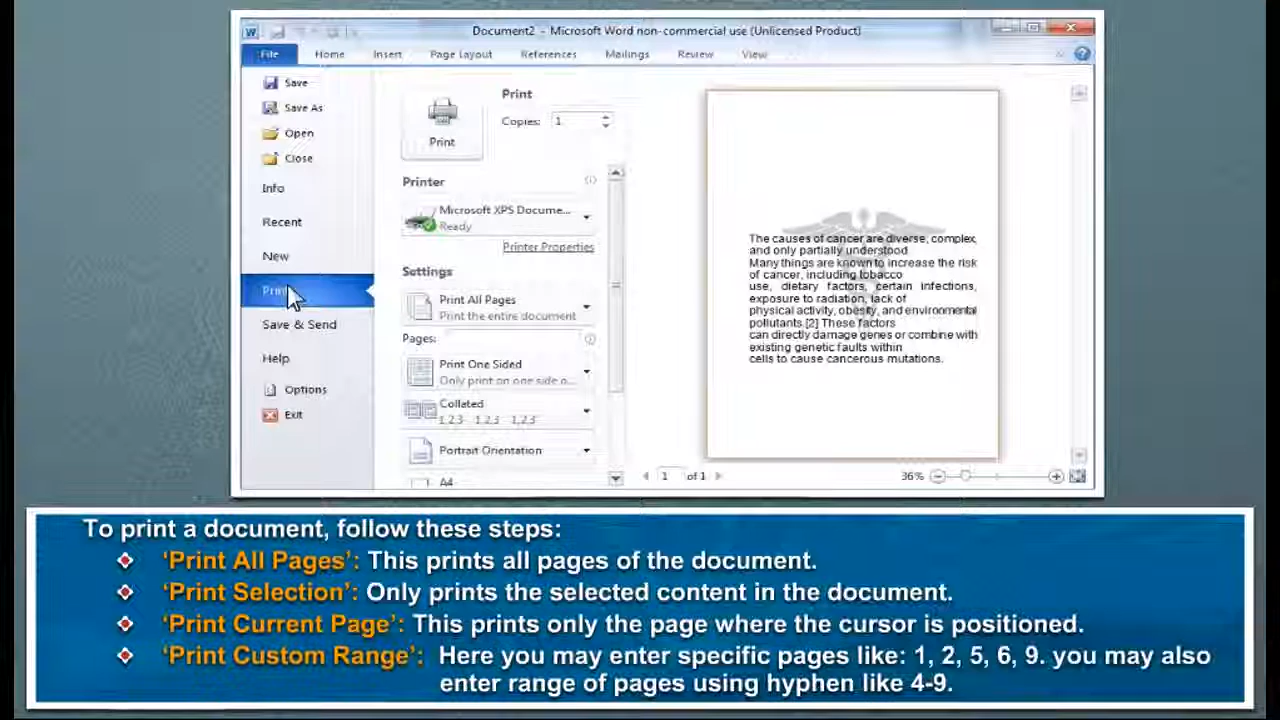 Document2 - Microsoft Word non-commercial use (Unlicensed Product)
File Home Insert Page Layout References Mailings Review View
Save
Save As
Open
Close
Info
Recent
New
Print
Save & Send
Help
Options
Exit
Print
Print
Copies: 1
Printer
Microsoft XPS Docume...
Ready
Printer Properties
Settings
Print All Pages
Print the entire document
Pages:
Print One Sided
Only print on one side o...
Collated
1,2,3 1,2,3 1,2,3
Portrait Orientation
A4
The causes of cancer are diverse, complex,
and only partially understood
Many things are known to increase the risk
of cancer, including tobacco
use, dietary factors, certain infections,
exposure to radiation, lack of
physical activity, obesity, and environmental
pollutants.[2] These factors
can directly damage genes or combine with
existing genetic faults within
cells to cause cancerous mutations.
1 of 1
36%
To print a document, follow these steps:
‘Print All Pages’: This prints all pages of the document.
‘Print Selection’: Only prints the selected content in the document.
‘Print Current Page’: This prints only the page where the cursor is positioned.
‘Print Custom Range’: Here you may enter specific pages like: 1, 2, 5, 6, 9. you may also
enter range of pages using hyphen like 4-9.